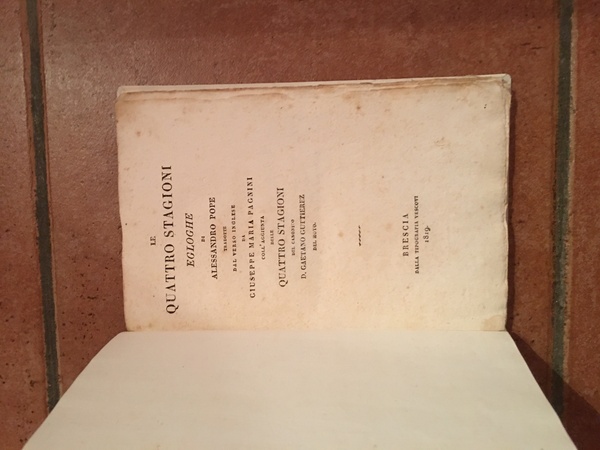 LE
QUATTRO STAGIONI
EGLOGHE
DI
ALESSANDRO POPE
TRADOTTE
DAL VERSO INGLESE
DA
GIUSEPPE MARIA PAGNINI
COLL'AGGIUNTA
DELLE
QUATTRO STAGIONI
DEL CANONICO
D. GAETANO GUTTIEREZ
DEL HOYO.
BRESCIA
DALLA TIPOGRAFIA VESCOVI
1819.